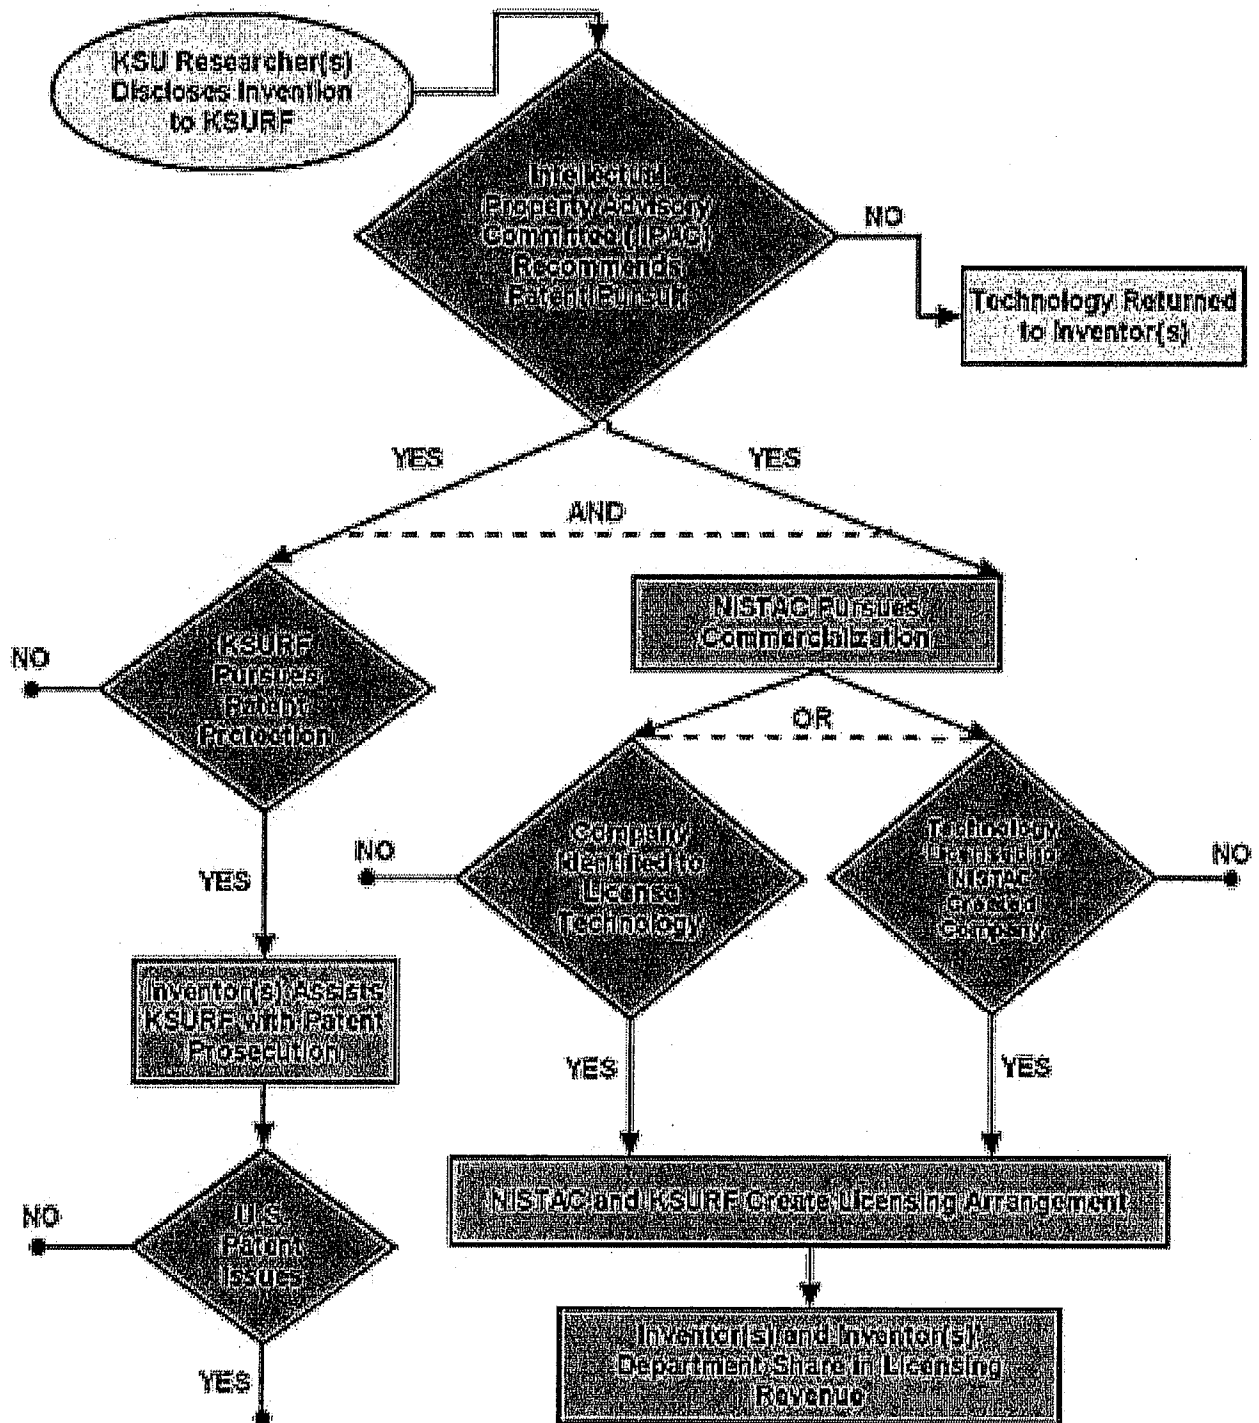 KSU Researcher(s)
Discloses Invention
to KSURF
Intellectual
Property Advisory
Committee (IPAC)
Recommends
Patent Pursuit
NO
Technology Returned
to Inventor(s)
YES
YES
AND
KSURF
Pursues
Patent
Protection
NO
NISTAC Pursues
Commercialization
OR
Company
Identified to
License
Technology
NO
Technology
Licensed to
NISTAC
Created
Company
NO
YES
Inventor(s) Assists
KSURF with Patent
Prosecution
YES
YES
NISTAC and KSURF Create Licensing Arrangement
U.S.
Patent
Issues
NO
YES
Inventor(s) and Inventor(s)'
Department Share in Licensing
Revenue